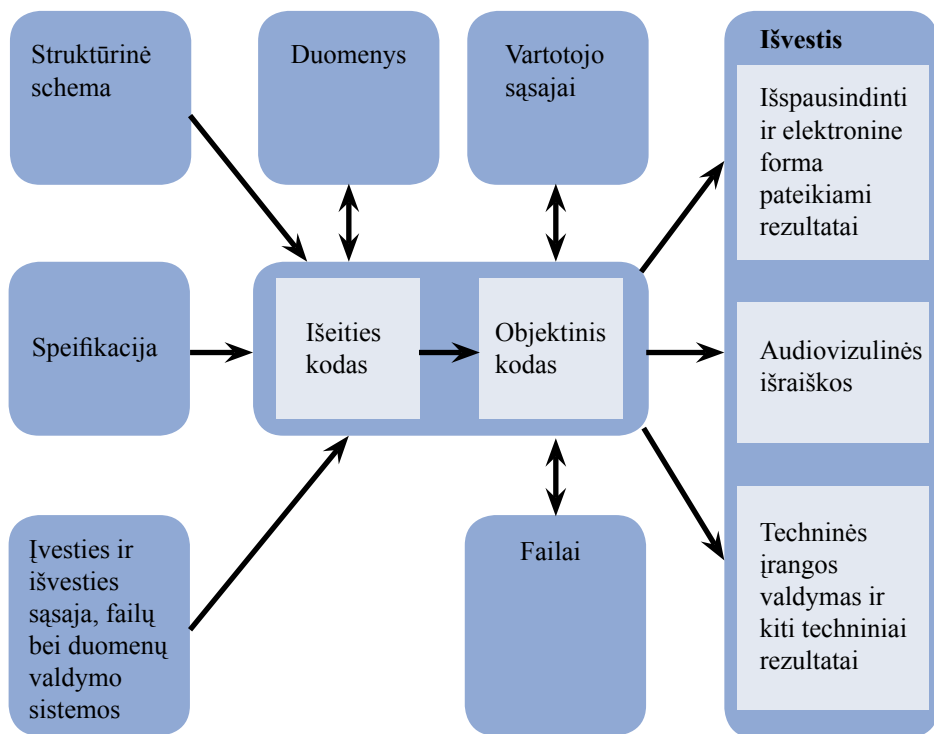 Struktūrinė
schema
Duomenys
Vartotojo
sąsajai
Išvestis
Išspausindinti
ir elektronine
forma
pateikiami
rezultatai
Speifikacija
Išeities
kodas
Objektinis
kodas
Audiovizulinės
išraiškos
Įvesties ir
išvesties
sąsaja, failų
bei duomenų
valdymo
sistemos
Failai
Techninės
įrangos
valdymas ir
kiti techniniai
rezultatai